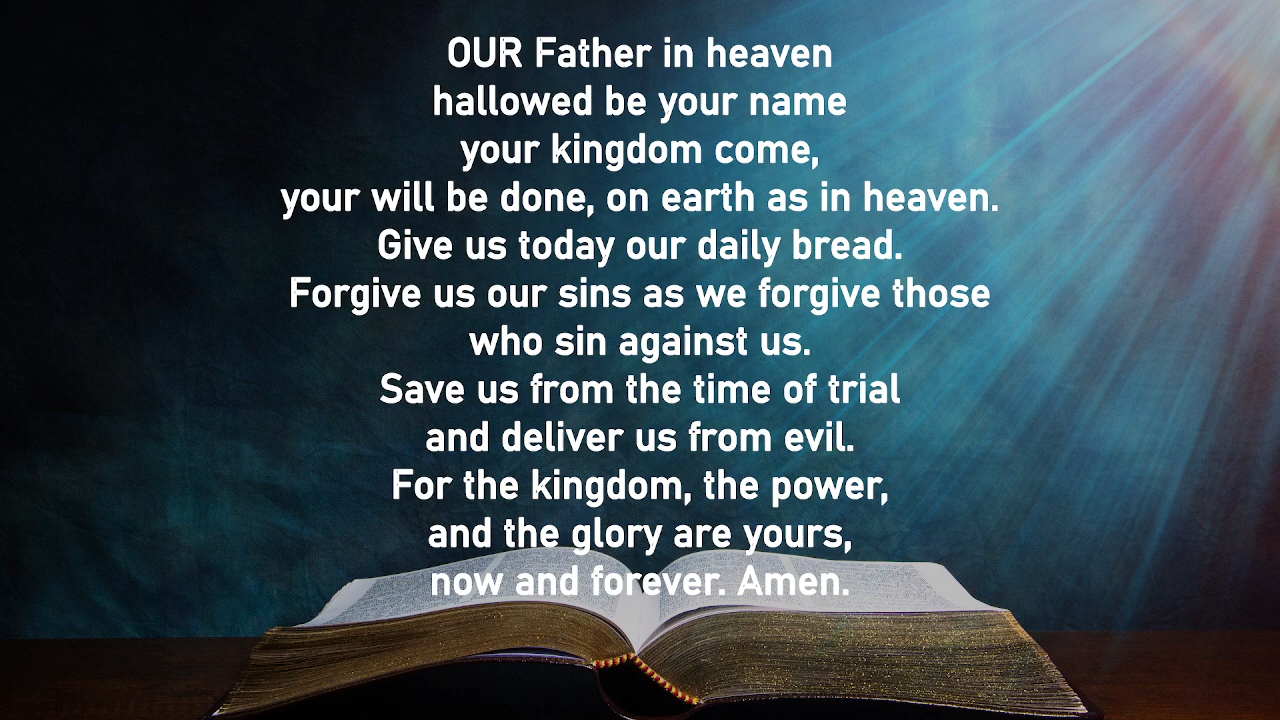 OUR Father in heaven
hallowed be your name
your kingdom come,
your will be done, on earth as in heaven.
Give us today our daily bread.
Forgive us our sins as we forgive those
who sin against us.
Save us from the time of trial
and deliver us from evil.
For the kingdom, the power,
and the glory are yours,
now and forever. Amen.